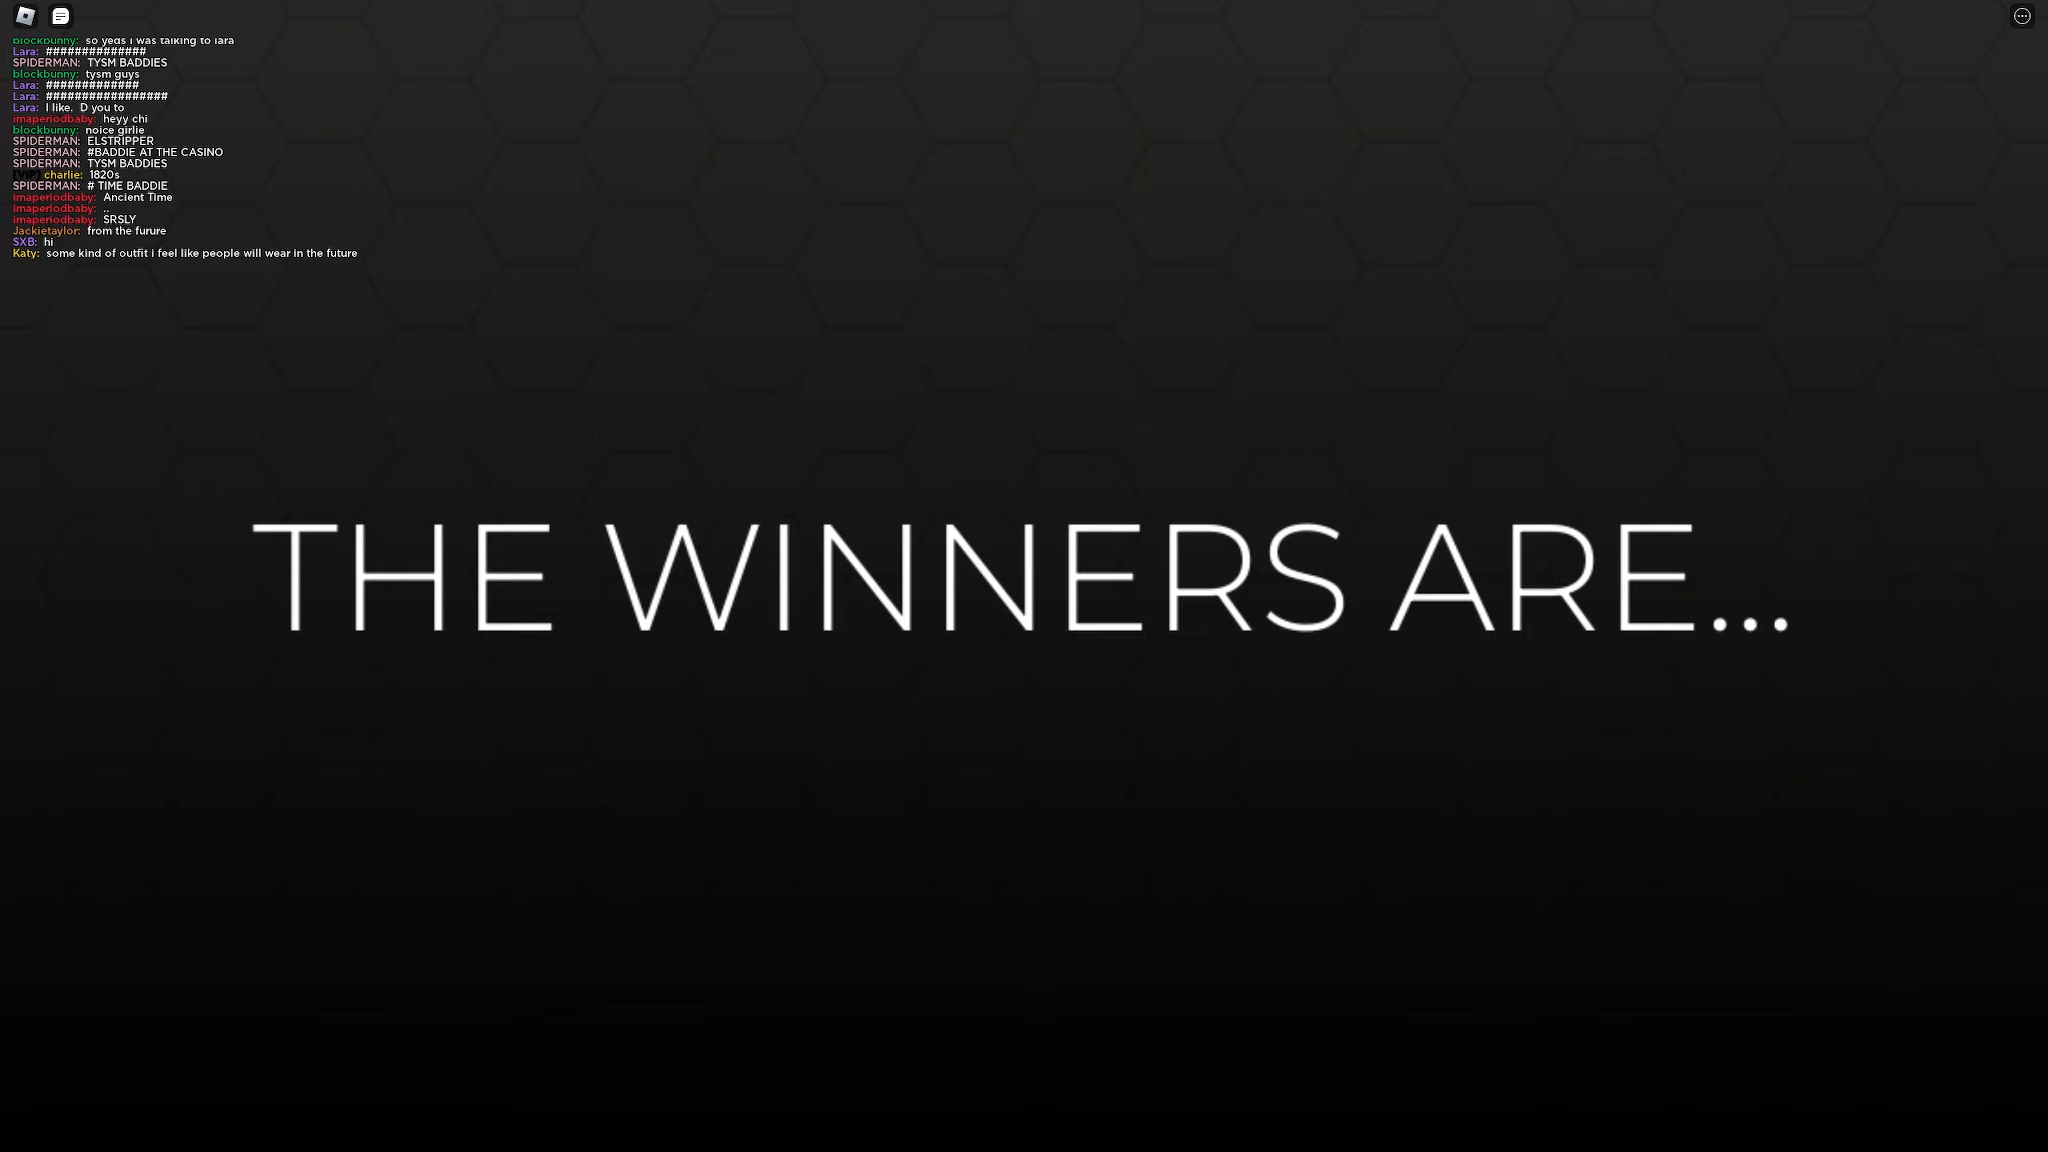 blockbunny: so yeds i was talking to lara
Lara: ##############
SPIDERMAN: TYSM BADDIES
blockbunny: tysm guys
Lara: #############
Lara: #################
Lara: I like.  D you to
imaperiodbaby: heyy chi
blockbunny: noice girlie
SPIDERMAN: ELSTRIPPER
SPIDERMAN: #BADDIE AT THE CASINO
SPIDERMAN: TYSM BADDIES
[VIP] charlie: 1820s
SPIDERMAN: # TIME BADDIE
imaperiodbaby: Ancient Time
imaperiodbaby: ..
imaperiodbaby: SRSLY
Jackietaylor: from the furure
SXB: hi
Katy: some kind of outfit i feel like people will wear in the future
THE WINNERS ARE...